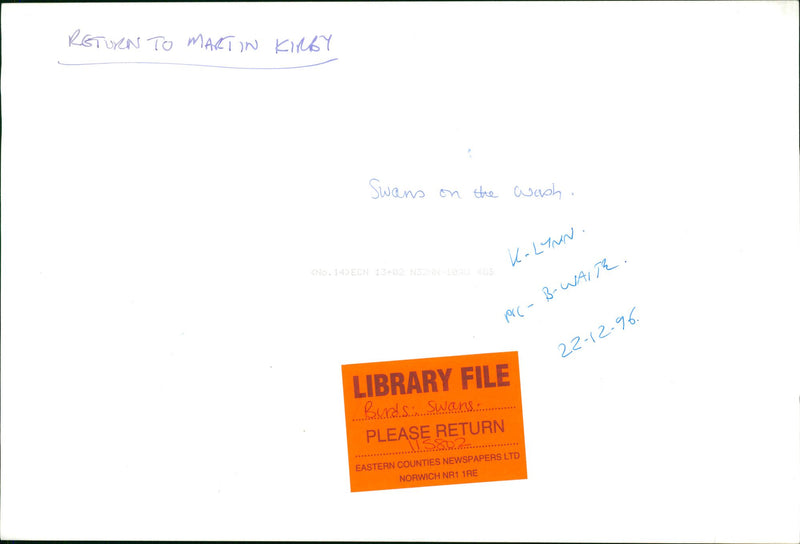 RETURN TO MARTIN KIRBY
Swans on the wash.
K-LYNN.
PIC- B-WAITE.
22-12-96.
LIBRARY FILE
Birds: Swans.
PLEASE RETURN
115802
EASTERN COUNTIES NEWSPAPERS LTD
NORWICH NR1 1RE